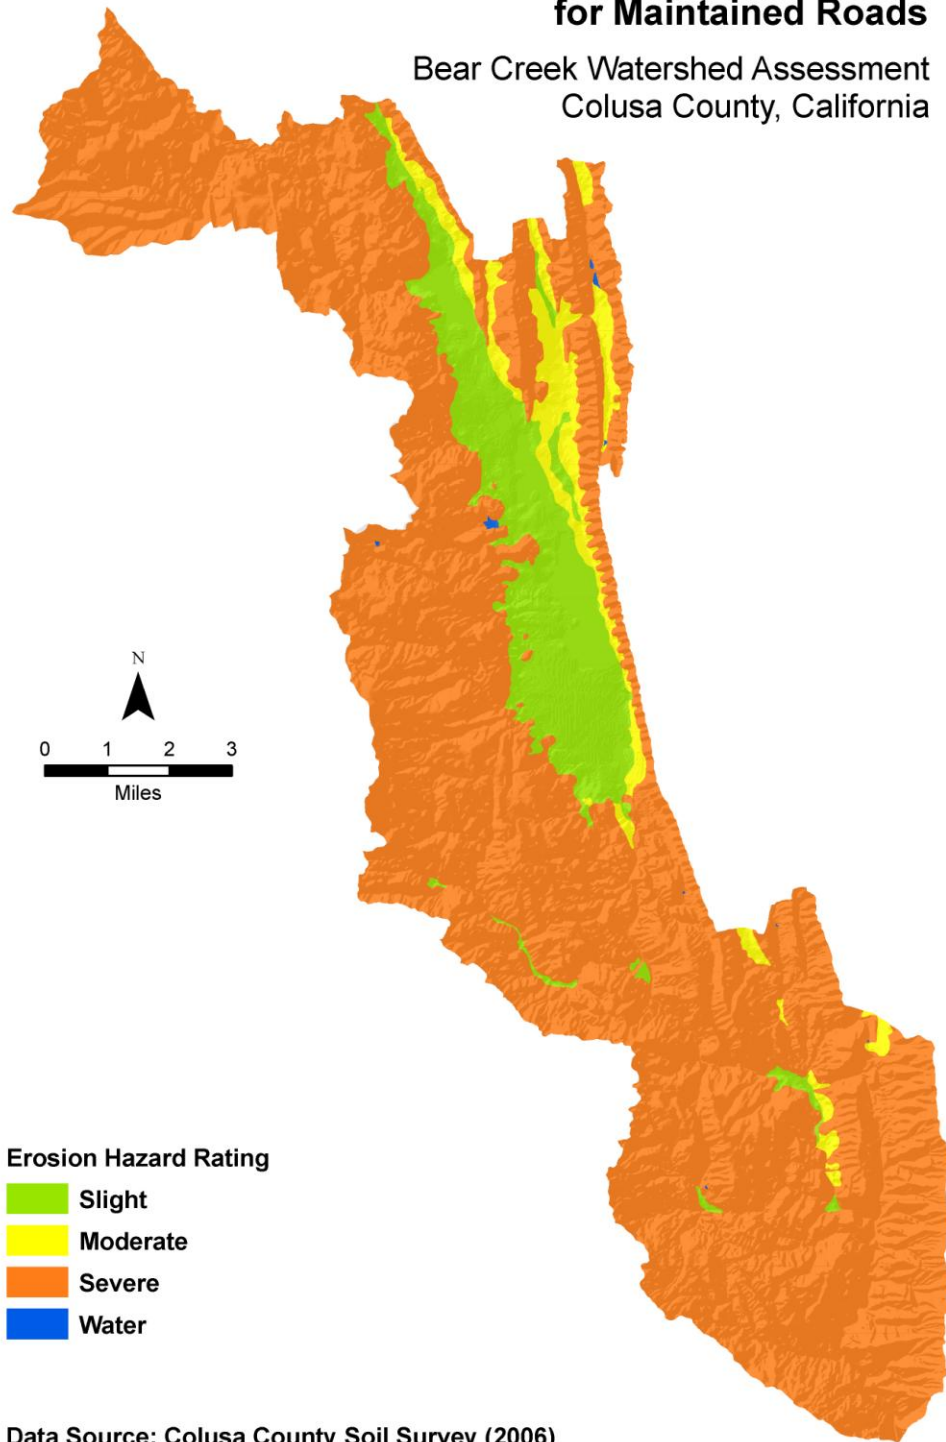 for Maintained Roads
Bear Creek Watershed Assessment
Colusa County, California
N
0 1 2 3
Miles
Erosion Hazard Rating
Slight
Moderate
Severe
Water
Data Source: Colusa County Soil Survey (2006)